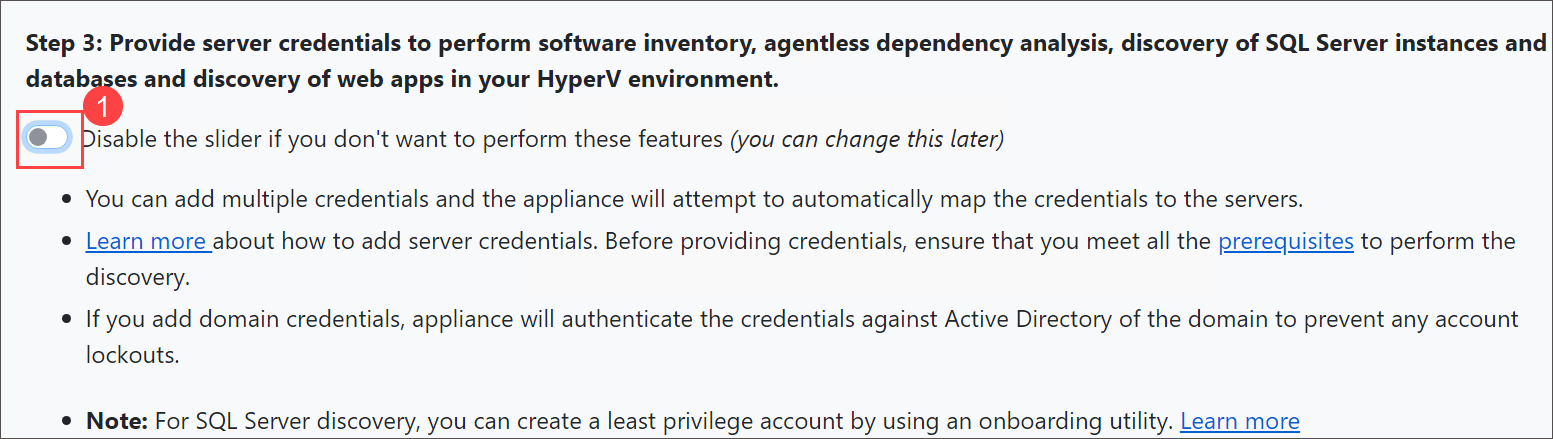 Step 3: Provide server credentials to perform software inventory, agentless dependency analysis, discovery of SQL Server instances and
databases and discovery of web apps in your HyperV environment.
1
Disable the slider if you don't want to perform these features (you can change this later)
• You can add multiple credentials and the appliance will attempt to automatically map the credentials to the servers.
• Learn more about how to add server credentials. Before providing credentials, ensure that you meet all the prerequisites to perform the
discovery.
• If you add domain credentials, appliance will authenticate the credentials against Active Directory of the domain to prevent any account
lockouts.
• Note: For SQL Server discovery, you can create a least privilege account by using an onboarding utility. Learn more